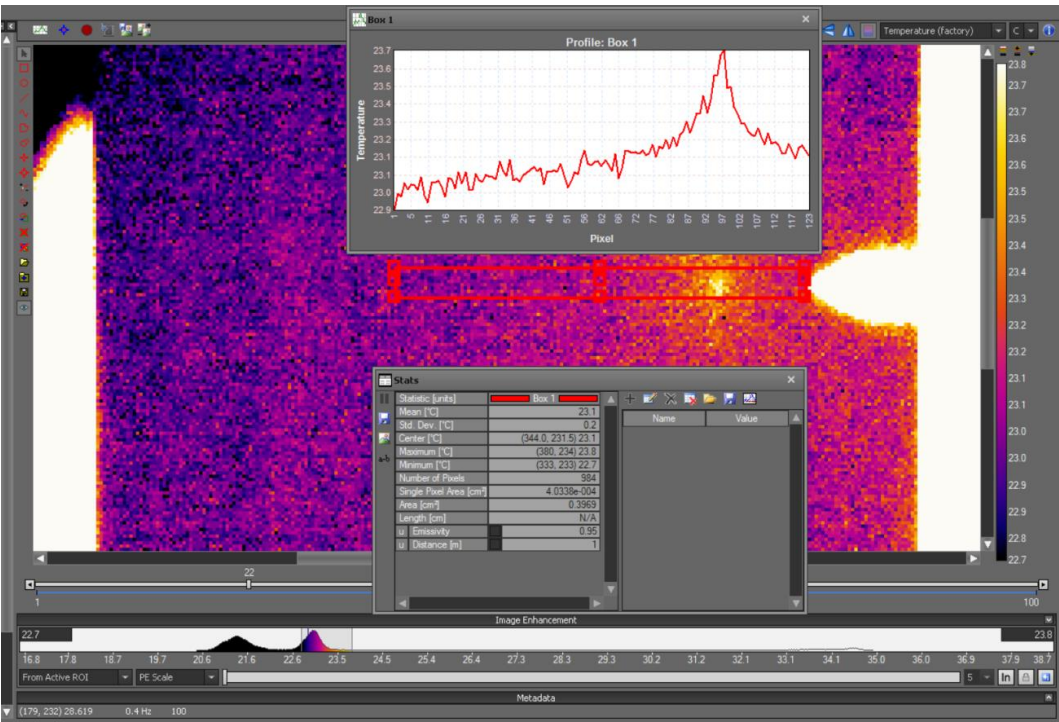 Box 1
Temperature (factory)
C
Profile: Box 1
Temperature
23.7
23.6
23.5
23.4
23.3
23.2
23.1
23.1
23.0
22.9
1 5 11 16 21 26 31 36 41 46 51 56 62 66 72 77 82 87 92 97 102 107 112 117 123
Pixel
23.8
23.7
23.6
23.6
23.5
23.5
23.4
23.4
23.3
23.2
23.2
23.1
23.1
23.0
23.0
22.9
22.9
22.8
22.7
Stats
Statistic [units] Box 1
Mean [°C] 23.1
Std. Dev. [°C] 0.2
Center [°C] (344.0, 231.5) 23.1
Maximum [°C] (380, 234) 23.8
Minimum [°C] (333, 233) 22.7
Number of Pixels 984
Single Pixel Area [cm²] 4.0338e-004
Area [cm²] 0.3969
Length [cm] N/A
u Emissivity 0.95
u Distance [m] 1
a-b
Name Value
22
1 100
Image Enhancement
22.7 23.8
16.8 17.8 18.7 19.7 20.6 21.6 22.6 23.5 24.5 25.4 26.4 27.3 28.3 29.3 30.2 31.2 32.1 33.1 34.1 35.0 36.0 36.9 37.9 38.7
From Active ROI PE Scale 5 In
Metadata
(179, 232) 28.619 0.4 Hz 100